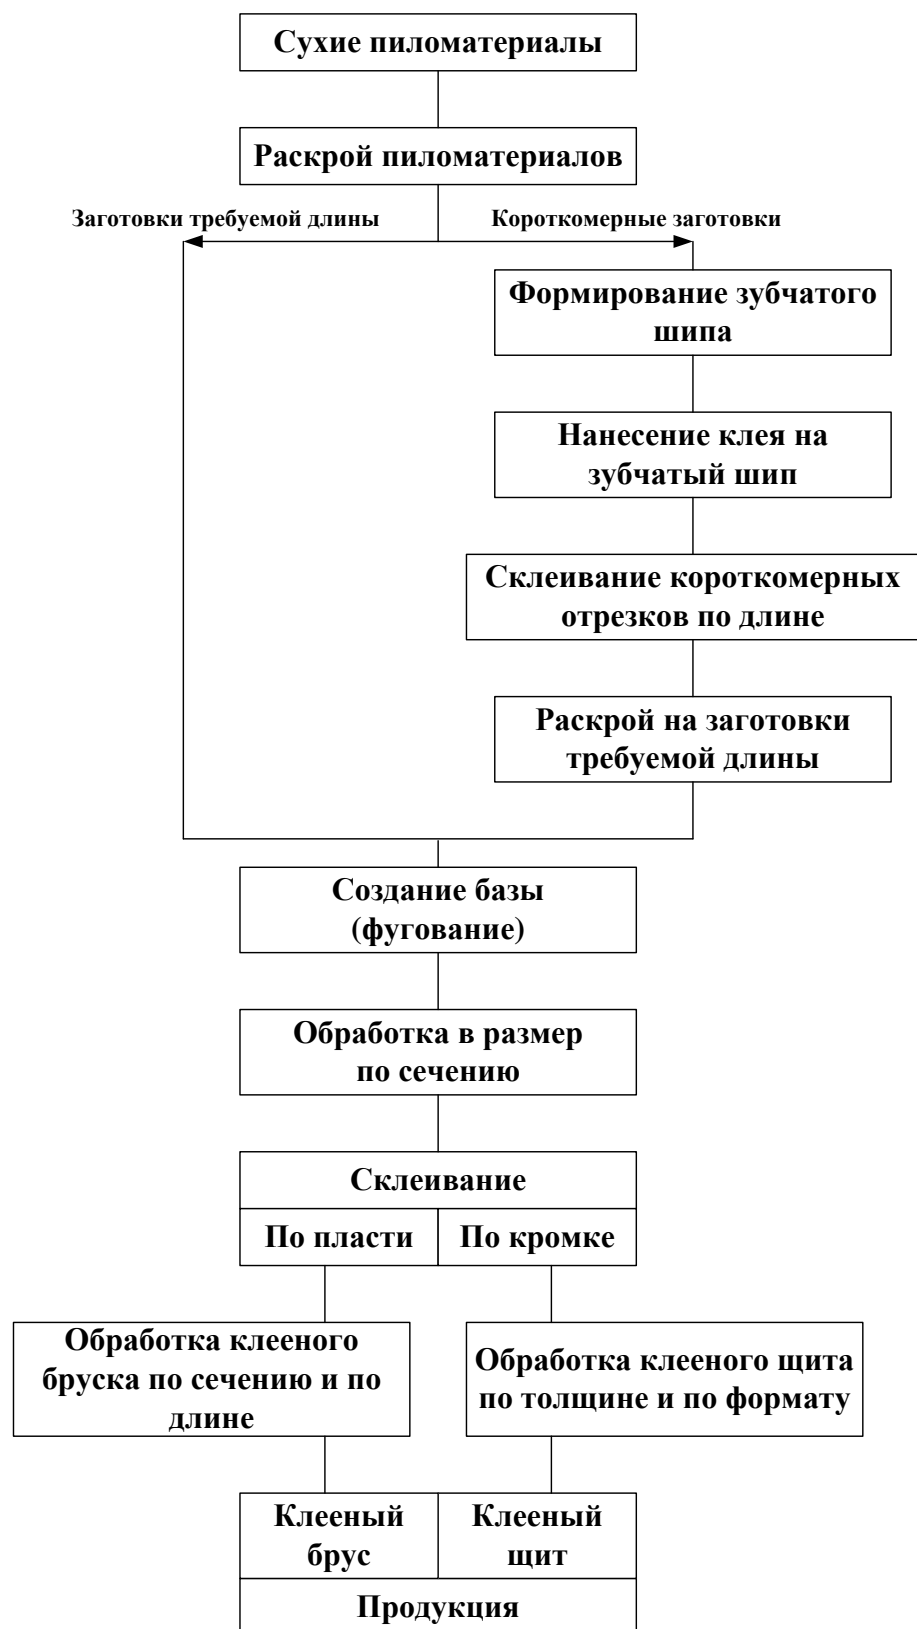 Сухие пиломатериалы
Раскрой пиломатериалов
Заготовки требуемой длины
Короткомерные заготовки
Формирование зубчатого
шипа
Нанесение клея на
зубчатый шип
Склеивание короткомерных
отрезков по длине
Раскрой на заготовки
требуемой длины
Создание базы
(фугование)
Обработка в размер
по сечению
Склеивание
По пласти
По кромке
Обработка клееного
бруска по сечению и по
длине
Обработка клееного щита
по толщине и по формату
Клееный
брус
Клееный
щит
Продукция